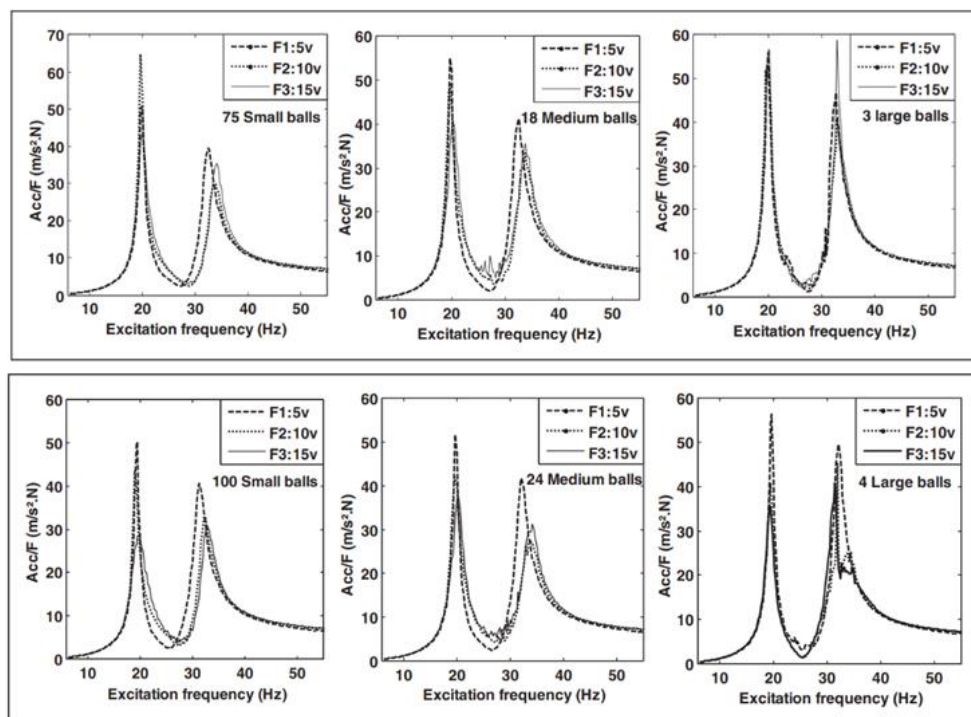 Acc/F (m/s².N)
70
60
50
40
30
20
10
0
10 20 30 40 50
Excitation frequency (Hz)
F1:5v
F2:10v
F3:15v
75 Small balls
Acc/F (m/s².N)
60
50
40
30
20
10
0
10 20 30 40 50
Excitation frequency (Hz)
F1:5v
F2:10v
F3:15v
18 Medium balls
Acc/F (m/s².N)
60
50
40
30
20
10
0
10 20 30 40 50
Excitation frequency (Hz)
F1:5v
F2:10v
F3:15v
3 large balls
Acc/F (m/s².N)
60
50
40
30
20
10
0
10 20 30 40 50
Excitation frequency (Hz)
F1:5v
F2:10v
F3:15v
100 Small balls
Acc/F (m/s².N)
60
50
40
30
20
10
0
10 20 30 40 50
Excitation frequency (Hz)
F1:5v
F2:10v
F3:15v
24 Medium balls
Acc/F (m/s².N)
60
50
40
30
20
10
0
10 20 30 40 50
Excitation frequency (Hz)
F1:5v
F2:10v
F3:15v
4 Large balls